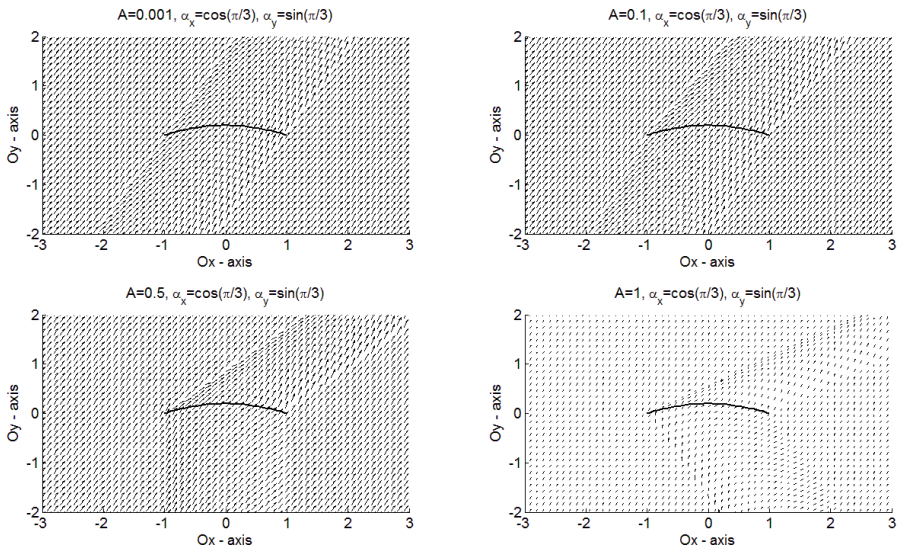 A=0.001, αx=cos(π/3), αy=sin(π/3)
2
1
0
-1
-2
Oy - axis
-3 -2 -1 0 1 2 3
Ox - axis
A=0.1, αx=cos(π/3), αy=sin(π/3)
2
1
0
-1
-2
Oy - axis
-3 -2 -1 0 1 2 3
Ox - axis
A=0.5, αx=cos(π/3), αy=sin(π/3)
2
1
0
-1
-2
Oy - axis
-3 -2 -1 0 1 2 3
Ox - axis
A=1, αx=cos(π/3), αy=sin(π/3)
2
1
0
-1
-2
Oy - axis
-3 -2 -1 0 1 2 3
Ox - axis